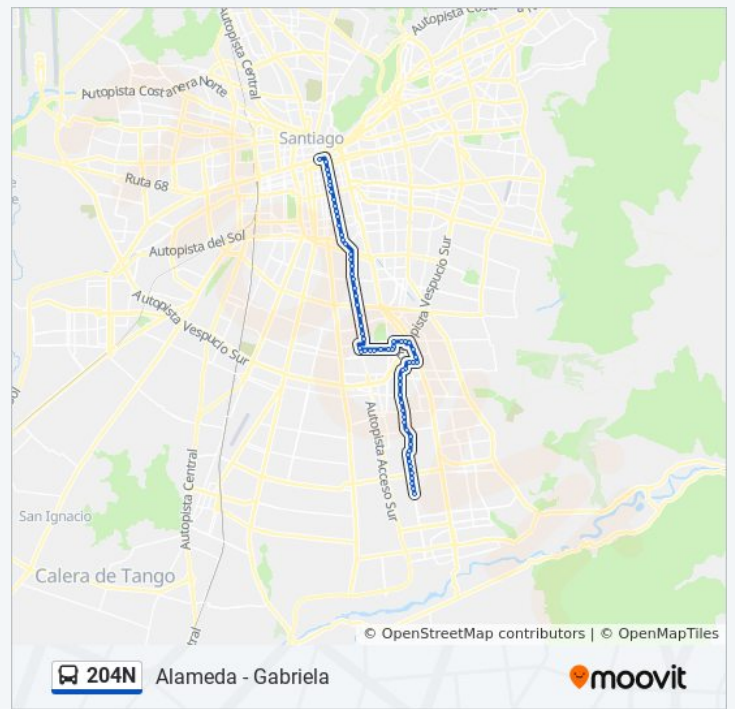 Autopista Costa
Autopista Central
Autopista Costanera Norte
Santiago
Ruta 68
Autopista del Sol
Autopista Vespucio Sur
opista Vespucio Sur
Autopista Acceso Sur
Autopista Central
San Ignacio
Calera de Tango
© OpenStreetMap contributors | © OpenMapTiles
204N Alameda - Gabriela
moovit